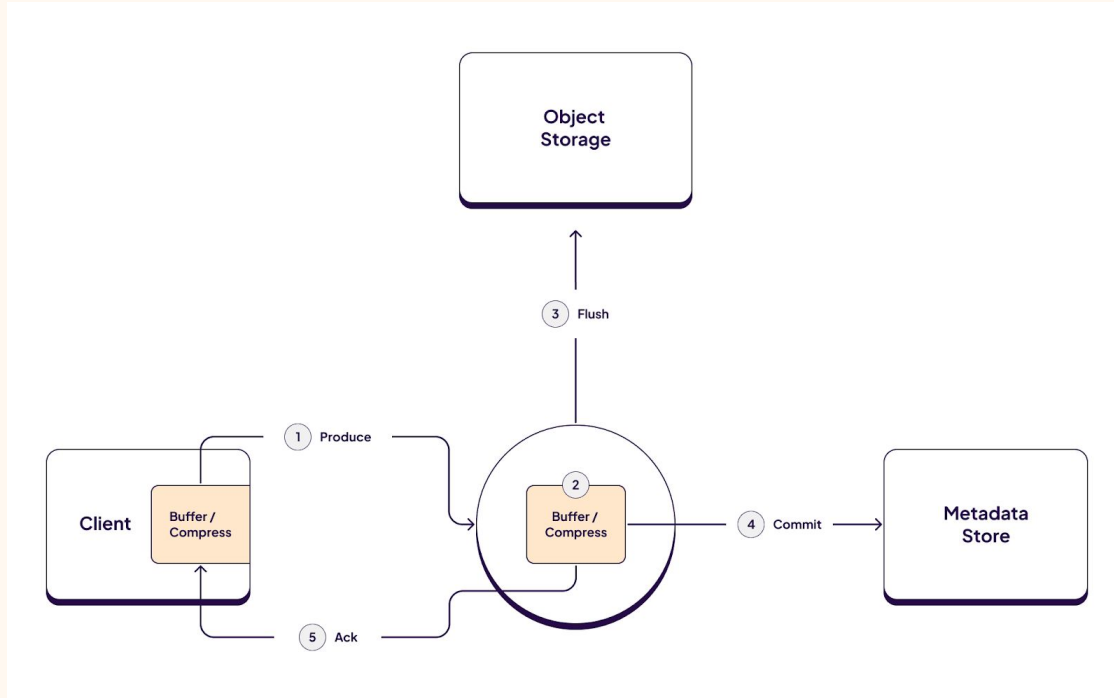 Object
Storage
3 Flush
1 Produce
2
Client
Buffer /
Compress
Buffer /
Compress
4 Commit
Metadata
Store
5 Ack